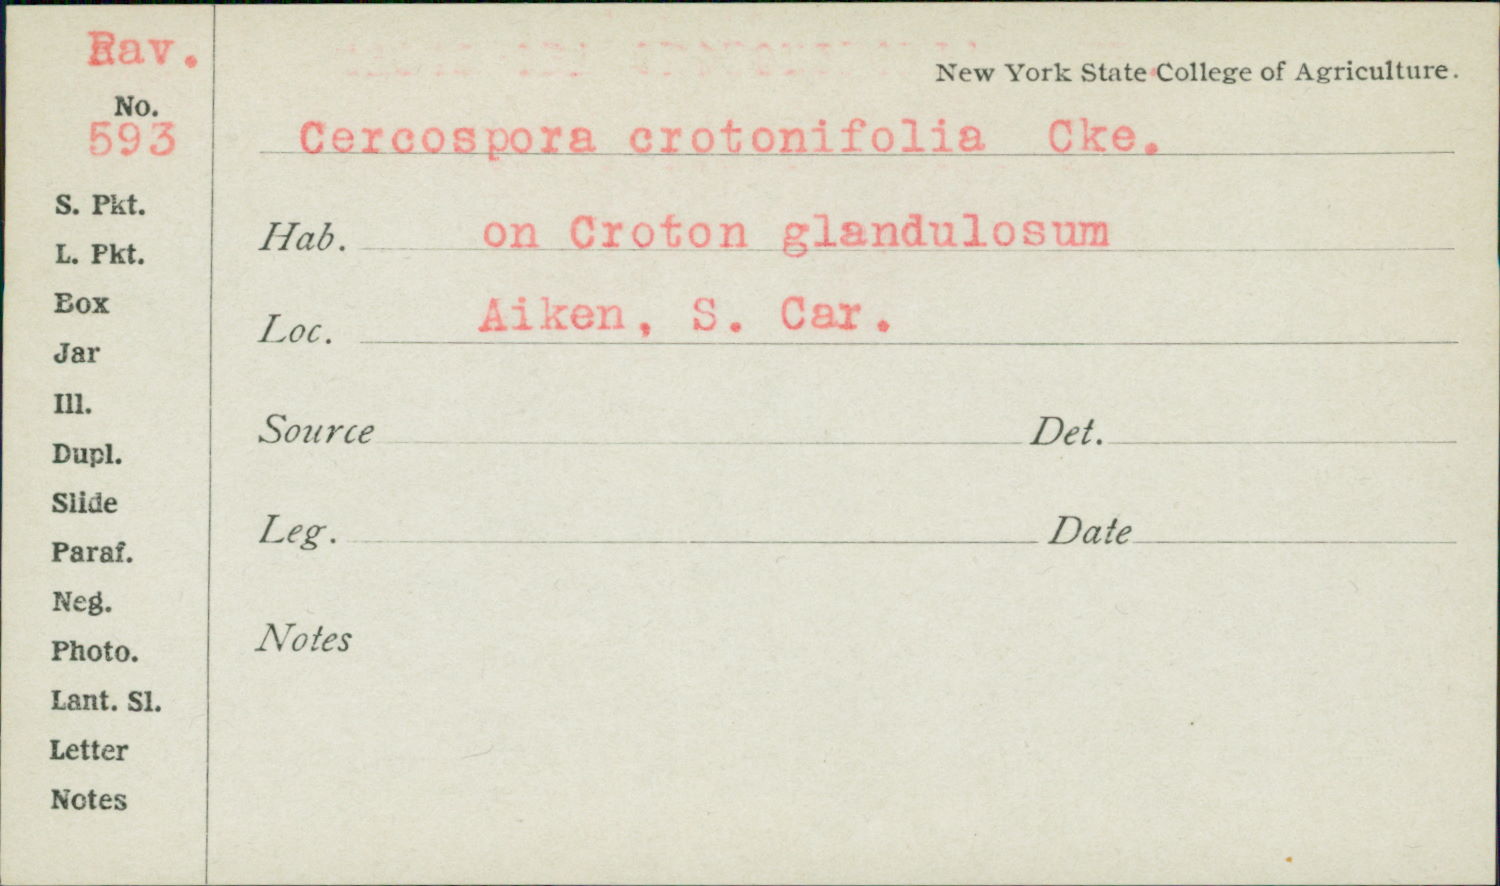 Rav.
New York State College of Agriculture.
No.
593
Cercospora crotonifolia Cke.
S. Pkt.
Hab. on Croton glandulosum
L. Pkt.
Box
Loc. Aiken, S. Car.
Jar
Ill.
Source Det.
Dupl.
Slide
Leg. Date
Paraf.
Neg.
Notes
Photo.
Lant. Sl.
Letter
Notes